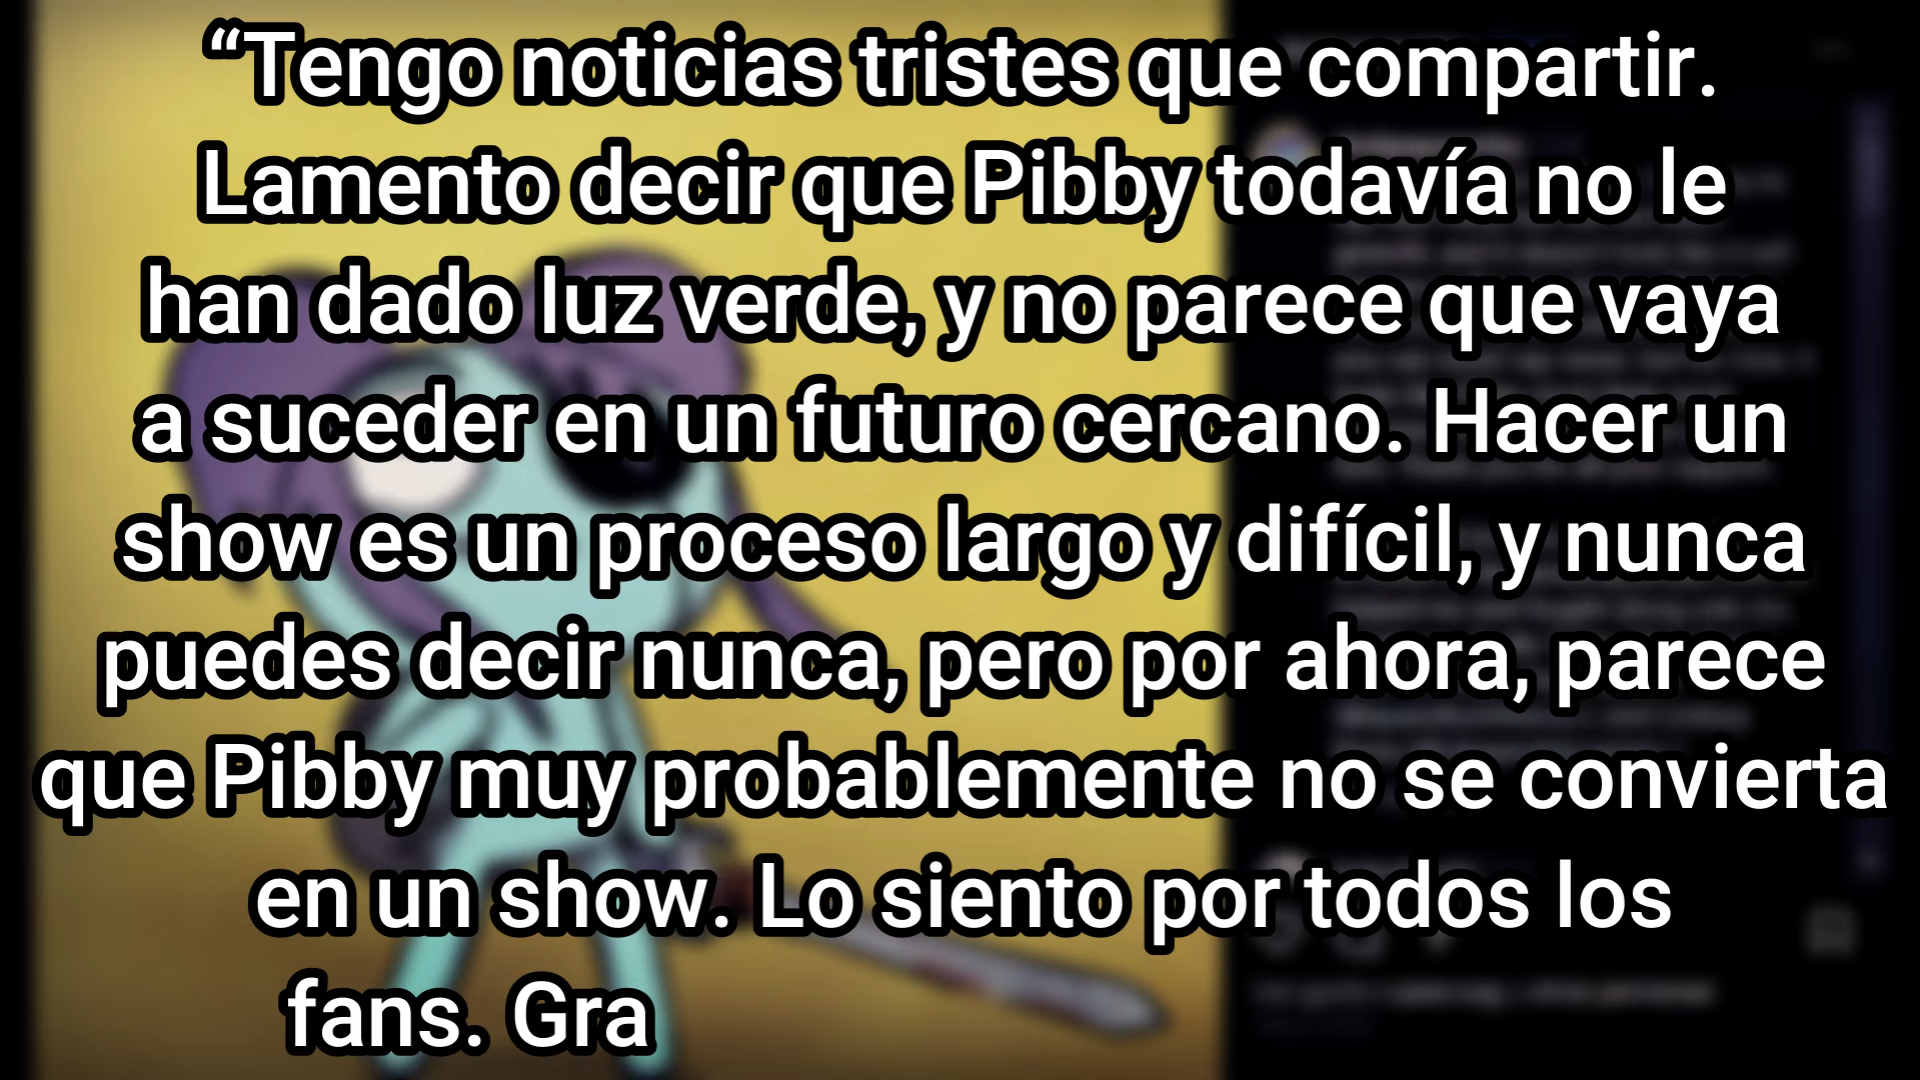 “Tengo noticias tristes que compartir.
Lamento decir que Pibby todavía no le
han dado luz verde, y no parece que vaya
a suceder en un futuro cercano. Hacer un
show es un proceso largo y difícil, y nunca
puedes decir nunca, pero por ahora, parece
que Pibby muy probablemente no se convierta
en un show. Lo siento por todos los
fans. Gra